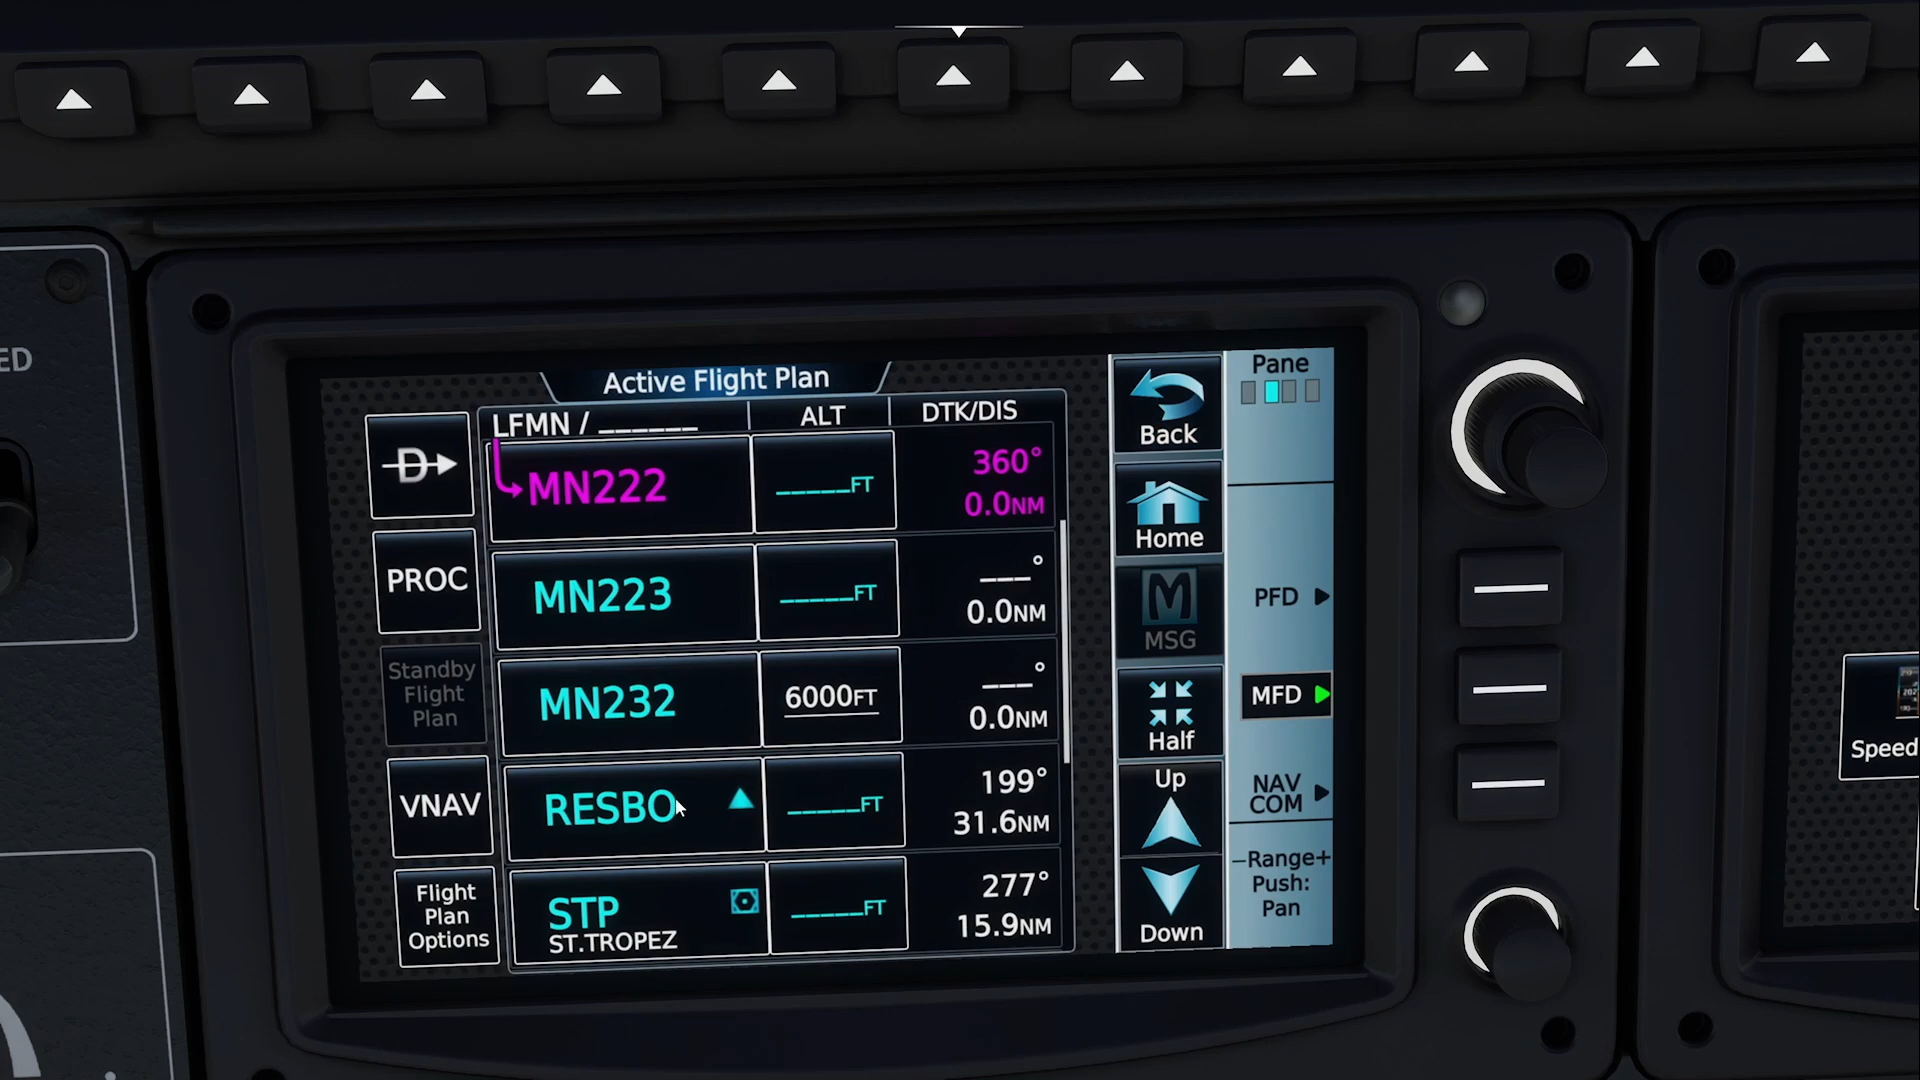 ED
Active Flight Plan
LFMN / ______
ALT
DTK/DIS
MN222
_____FT
360°
0.0NM
PROC
MN223
_____FT
___°
0.0NM
Standby
Flight
Plan
MN232
6000FT
___°
0.0NM
VNAV
RESBO
_____FT
199°
31.6NM
Flight
Plan
Options
STP
ST.TROPEZ
_____FT
277°
15.9NM
Back
Home
MSG
Half
Up
Down
Pane
PFD
MFD
NAV
COM
–Range+
Push:
Pan
Speed